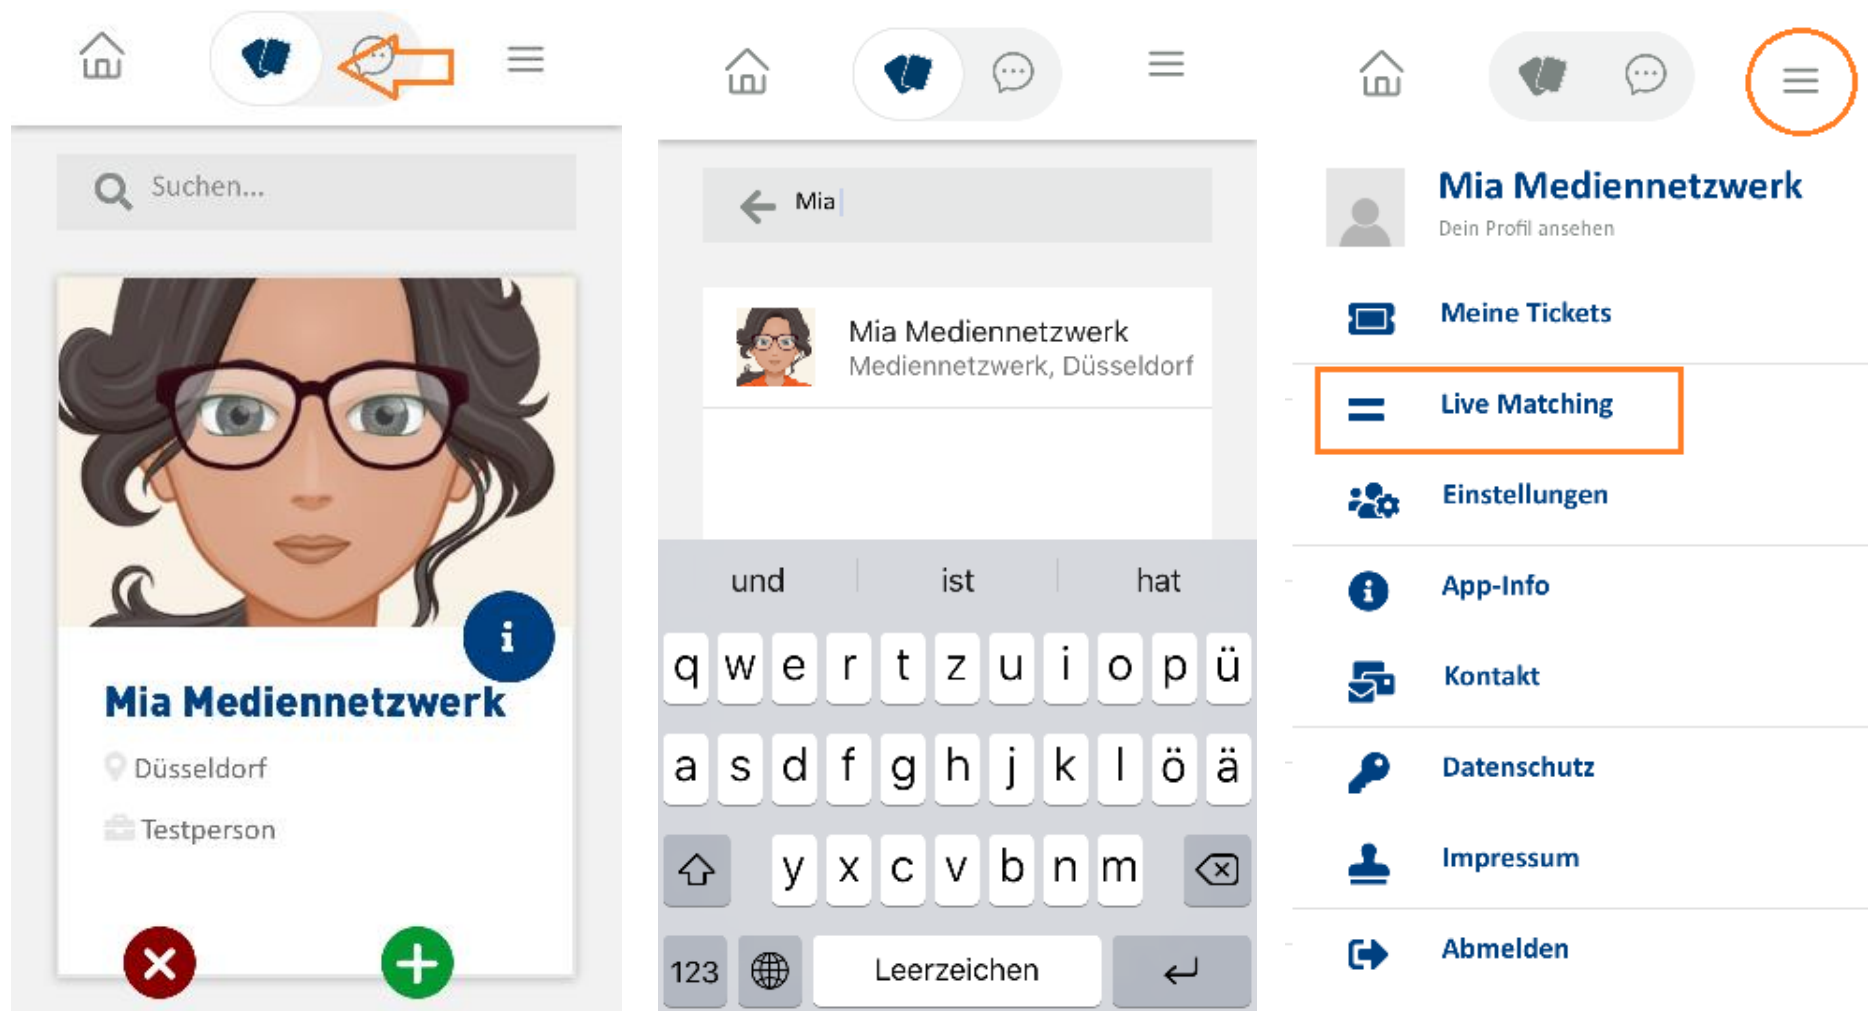 Suchen...
Mia Mediennetzwerk
Düsseldorf
Testperson
Mia
Mia Mediennetzwerk
Mediennetzwerk, Düsseldorf
und ist hat
q w e r t z u i o p ü
a s d f g h j k l ö ä
y x c v b n m
123 Leerzeichen
Mia Mediennetzwerk
Dein Profil ansehen
Meine Tickets
Live Matching
Einstellungen
App-Info
Kontakt
Datenschutz
Impressum
Abmelden